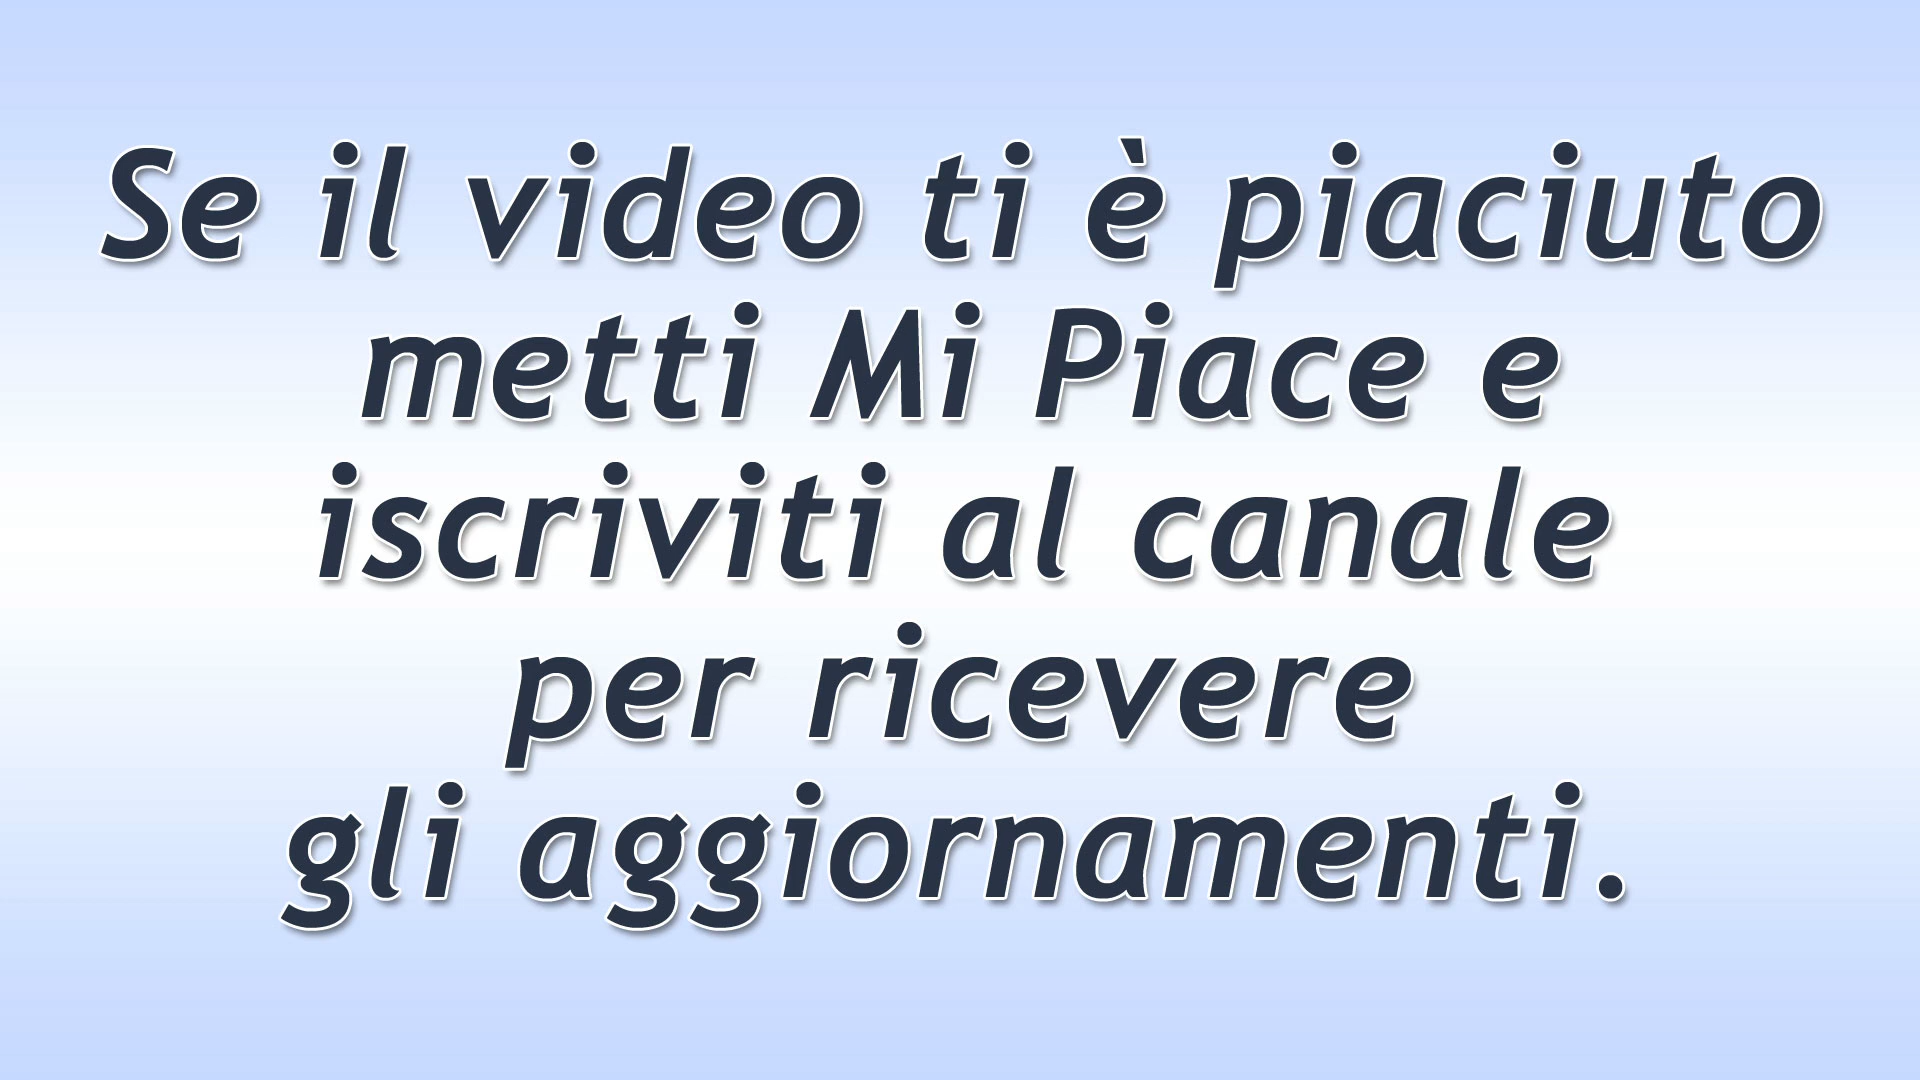 Se il video ti è piaciuto
metti Mi Piace e
iscriviti al canale
per ricevere
gli aggiornamenti.